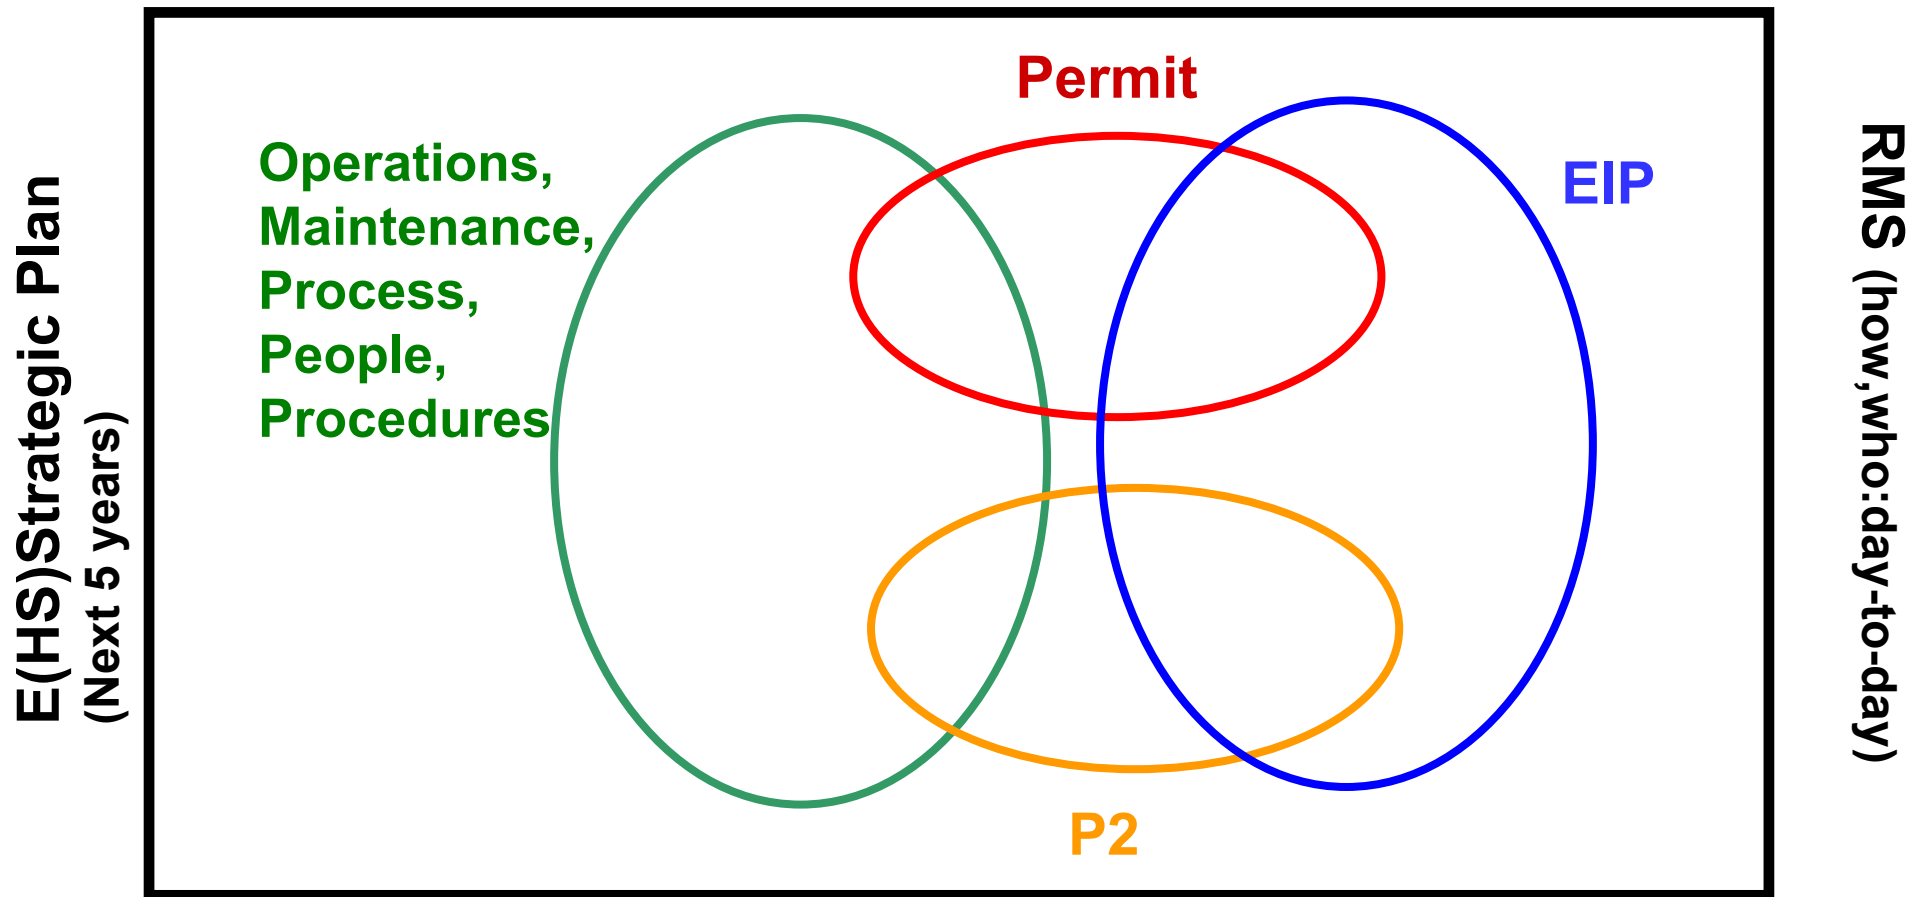 E(HS)Strategic Plan
(Next 5 years)
Operations,
Maintenance,
Process,
People,
Procedures
Permit
EIP
P2
RMS (how,who:day-to-day)